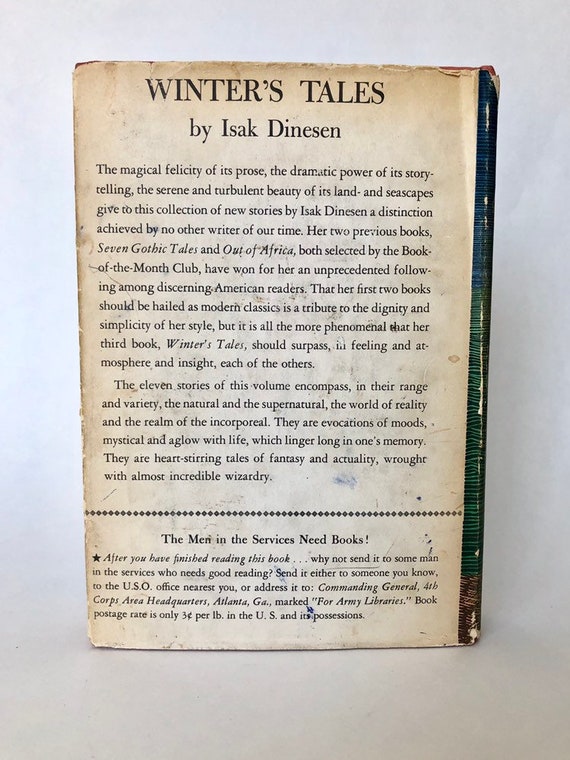 WINTER'S TALES
by Isak Dinesen
The magical felicity of its prose, the dramatic power of its story-
telling, the serene and turbulent beauty of its land- and seascapes
give to this collection of new stories by Isak Dinesen a distinction
achieved by no other writer of our time. Her two previous books,
Seven Gothic Tales and Out of Africa, both selected by the Book-
of-the-Month Club, have won for her an unprecedented follow-
ing among discerning American readers. That her first two books
should be hailed as modern classics is a tribute to the dignity and
simplicity of her style, but it is all the more phenomenal that her
third book, Winter's Tales, should surpass, in feeling and at-
mosphere and insight, each of the others.
The eleven stories of this volume encompass, in their range
and variety, the natural and the supernatural, the world of reality
and the realm of the incorporeal. They are evocations of moods,
mystical and aglow with life, which linger long in one's memory.
They are heart-stirring tales of fantasy and actuality, wrought
with almost incredible wizardry.
The Men in the Services Need Books!
★ After you have finished reading this book . . . why not send it to some man
in the services who needs good reading? Send it either to someone you know,
to the U.S.O. office nearest you, or address it to: Commanding General, 4th
Corps Area Headquarters, Atlanta, Ga., marked "For Army Libraries." Book
postage rate is only 3¢ per lb. in the U. S. and its possessions.